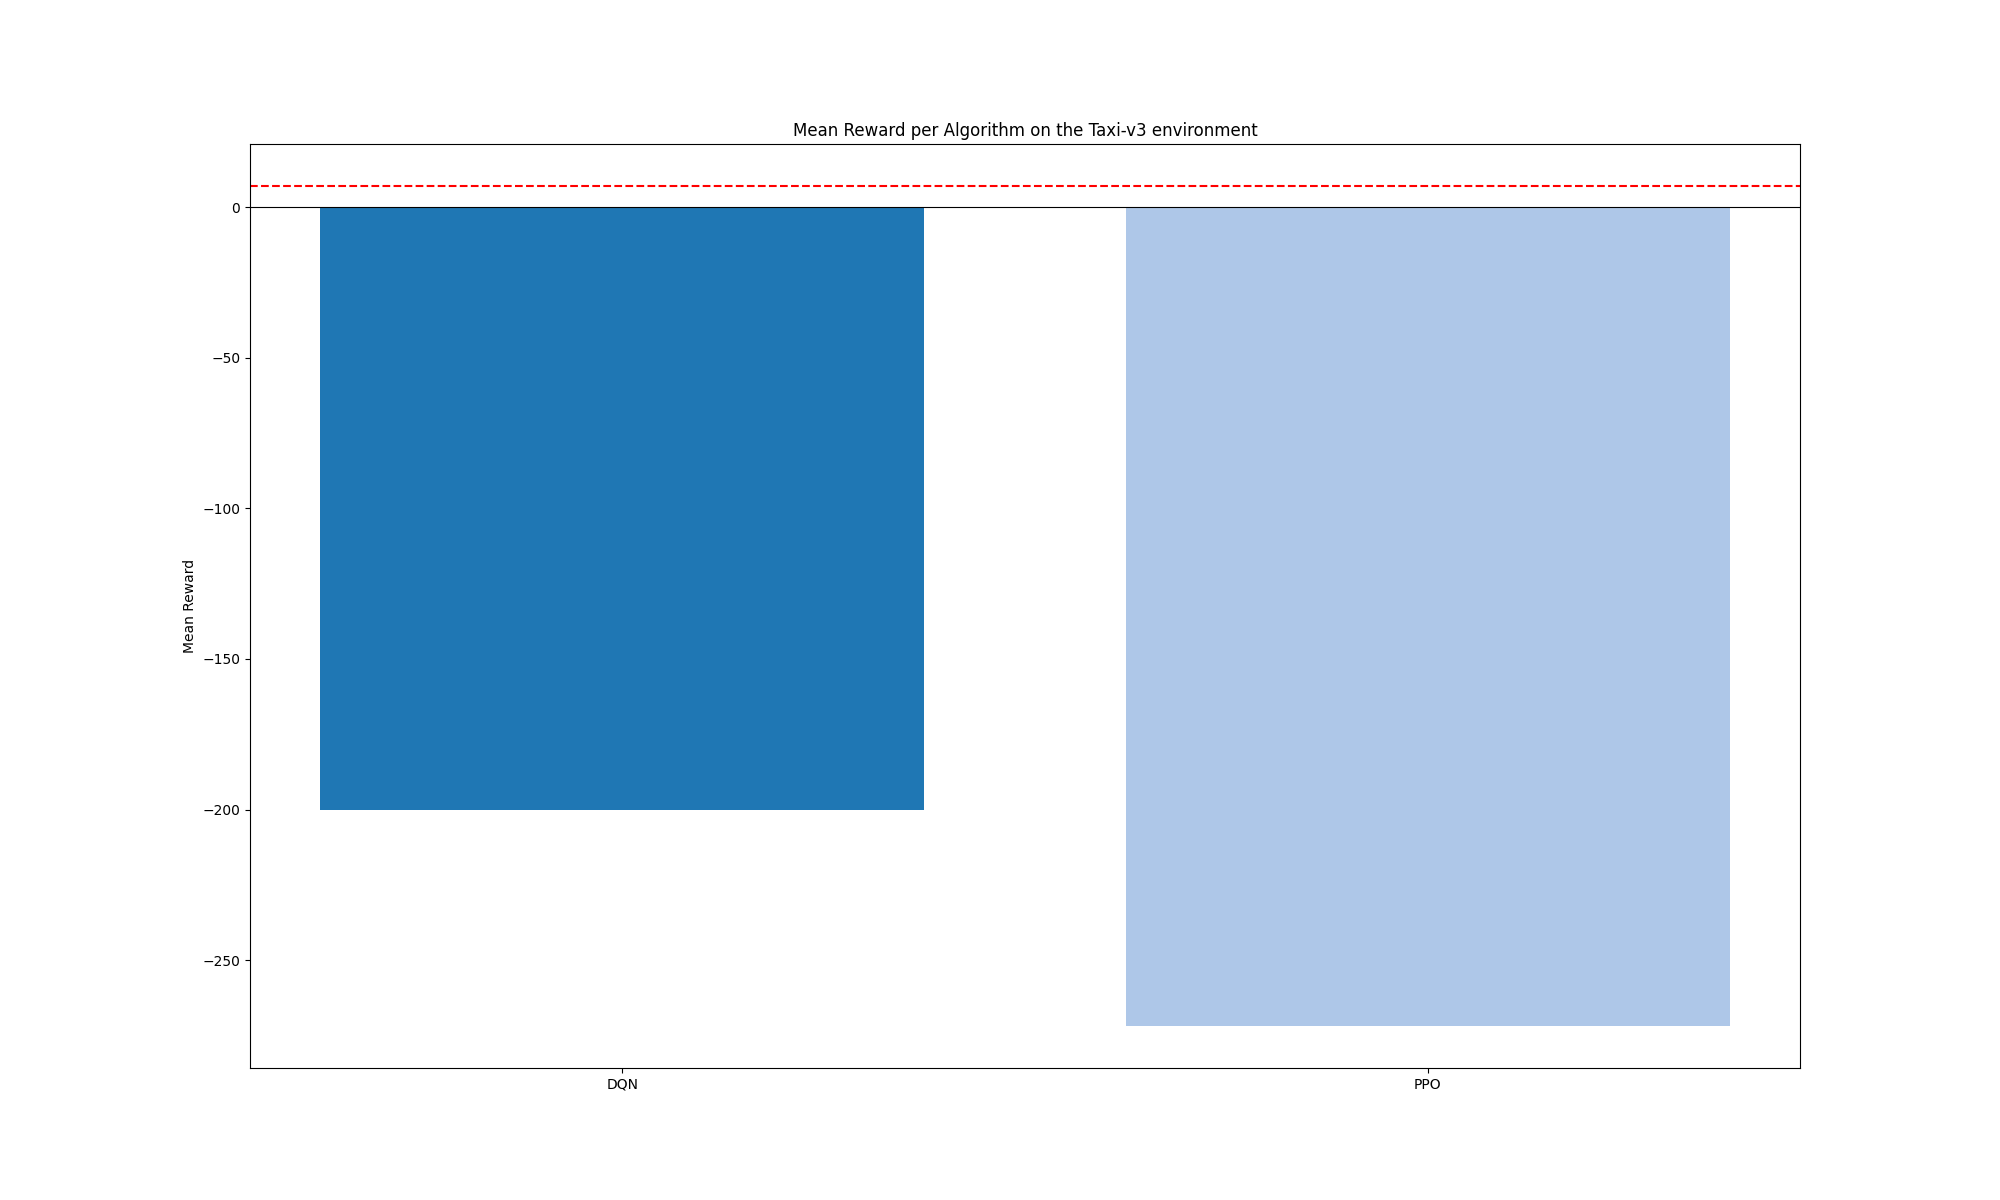 Mean Reward per Algorithm on the Taxi-v3 environment
Mean Reward
0
−50
−100
−150
−200
−250
DQN
PPO